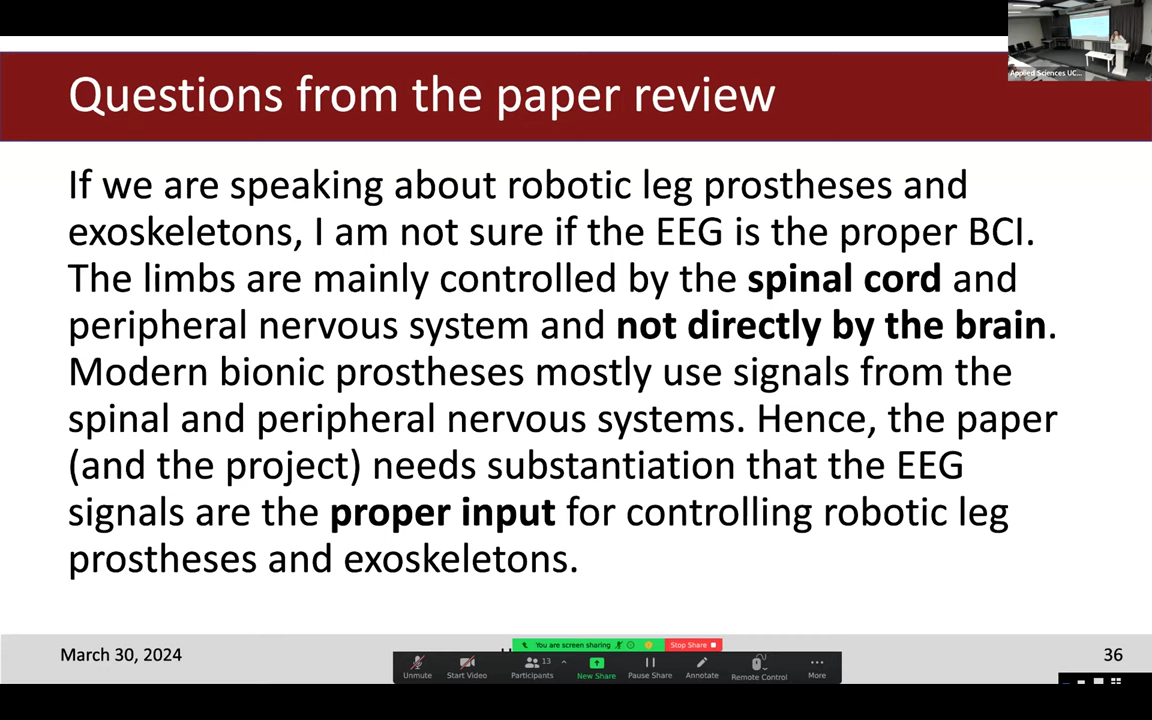 Questions from the paper review
Applied Sciences UC...
If we are speaking about robotic leg prostheses and
exoskeletons, I am not sure if the EEG is the proper BCI.
The limbs are mainly controlled by the spinal cord and
peripheral nervous system and not directly by the brain.
Modern bionic prostheses mostly use signals from the
spinal and peripheral nervous systems. Hence, the paper
(and the project) needs substantiation that the EEG
signals are the proper input for controlling robotic leg
prostheses and exoskeletons.
March 30, 2024
You are screen sharing
Stop Share
36
Unmute
Start Video
Participants
13
New Share
Pause Share
Annotate
Remote Control
More